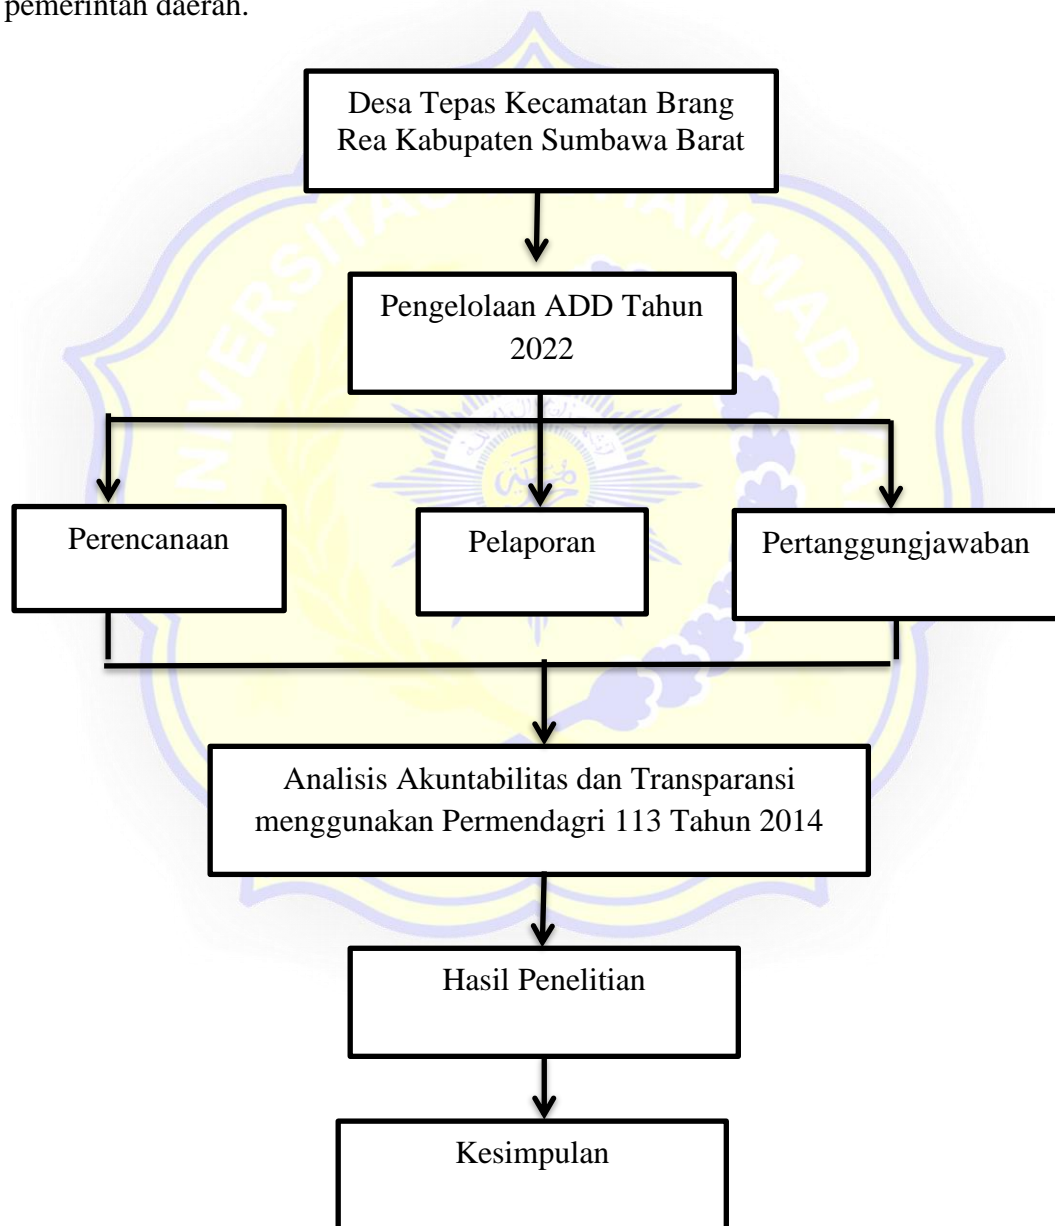 pemerintah daerah.
Desa Tepas Kecamatan Brang
Rea Kabupaten Sumbawa Barat
Pengelolaan ADD Tahun
2022
Perencanaan
Pelaporan
Pertanggungjawaban
Analisis Akuntabilitas dan Transparansi
menggunakan Permendagri 113 Tahun 2014
Hasil Penelitian
Kesimpulan